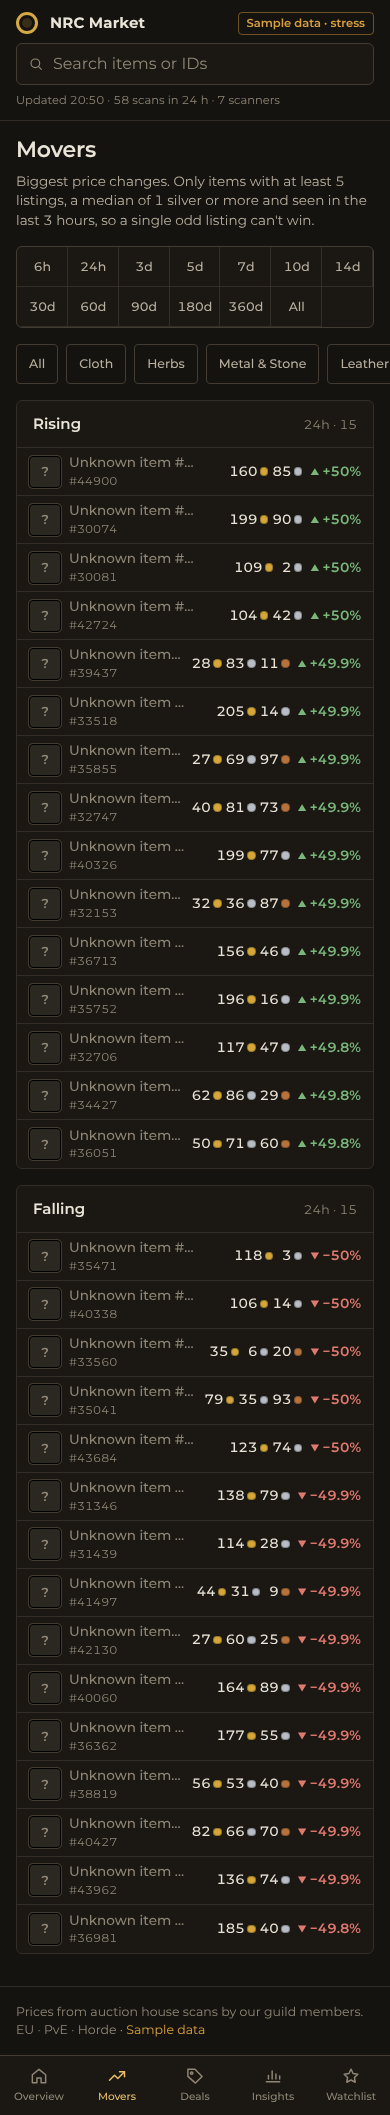 NRC Market
Sample data · stress
Search items or IDs
Updated 20:50 · 58 scans in 24 h · 7 scanners
Movers
Biggest price changes. Only items with at least 5
listings, a median of 1 silver or more and seen in the
last 3 hours, so a single odd listing can't win.
6h 24h 3d 5d 7d 10d 14d
30d 60d 90d 180d 360d All
All Cloth Herbs Metal & Stone Leather
Rising 24h · 15
? Unknown item #... 160 85 ▲ +50%
#44900
? Unknown item #... 199 90 ▲ +50%
#30074
? Unknown item #... 109 2 ▲ +50%
#30081
? Unknown item #... 104 42 ▲ +50%
#42724
? Unknown item... 28 83 11 ▲ +49.9%
#39437
? Unknown item ... 205 14 ▲ +49.9%
#33518
? Unknown item... 27 69 97 ▲ +49.9%
#35855
? Unknown item... 40 81 73 ▲ +49.9%
#32747
? Unknown item ... 199 77 ▲ +49.9%
#40326
? Unknown item... 32 36 87 ▲ +49.9%
#32153
? Unknown item ... 156 46 ▲ +49.9%
#36713
? Unknown item ... 196 16 ▲ +49.9%
#35752
? Unknown item ... 117 47 ▲ +49.8%
#32706
? Unknown item... 62 86 29 ▲ +49.8%
#34427
? Unknown item... 50 71 60 ▲ +49.8%
#36051
Falling 24h · 15
? Unknown item #... 118 3 ▼ −50%
#35471
? Unknown item #... 106 14 ▼ −50%
#40338
? Unknown item #... 35 6 20 ▼ −50%
#33560
? Unknown item #... 79 35 93 ▼ −50%
#35041
? Unknown item #... 123 74 ▼ −50%
#43684
? Unknown item ... 138 79 ▼ −49.9%
#31346
? Unknown item ... 114 28 ▼ −49.9%
#31439
? Unknown item... 44 31 9 ▼ −49.9%
#41497
? Unknown item... 27 60 25 ▼ −49.9%
#42130
? Unknown item ... 164 89 ▼ −49.9%
#40060
? Unknown item ... 177 55 ▼ −49.9%
#36362
? Unknown item... 56 53 40 ▼ −49.9%
#38819
? Unknown item... 82 66 70 ▼ −49.9%
#40427
? Unknown item ... 136 74 ▼ −49.9%
#43962
? Unknown item ... 185 40 ▼ −49.8%
#36981
Prices from auction house scans by our guild members.
EU · PvE · Horde · Sample data
Overview Movers Deals Insights Watchlist